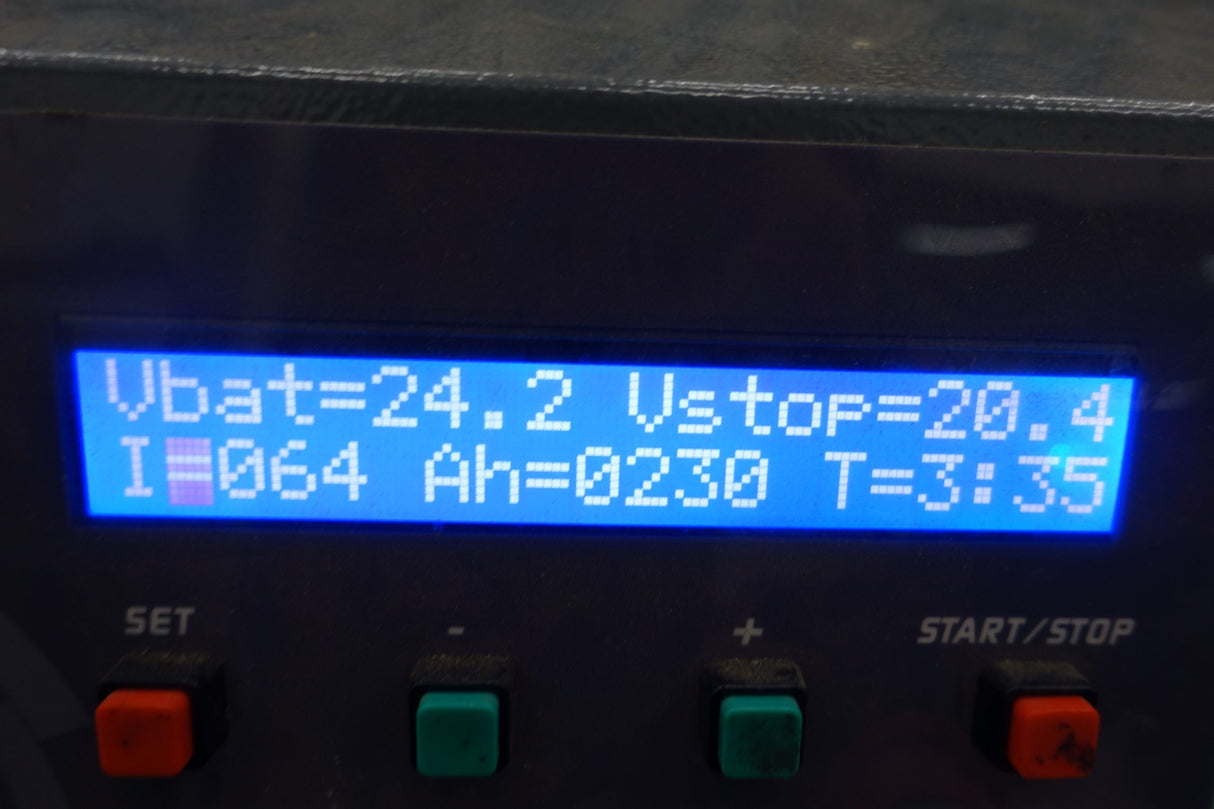 Vbat=24.2 Vstop=20.4
I=064 Ah=0230 T=3:35
SET - + START/STOP